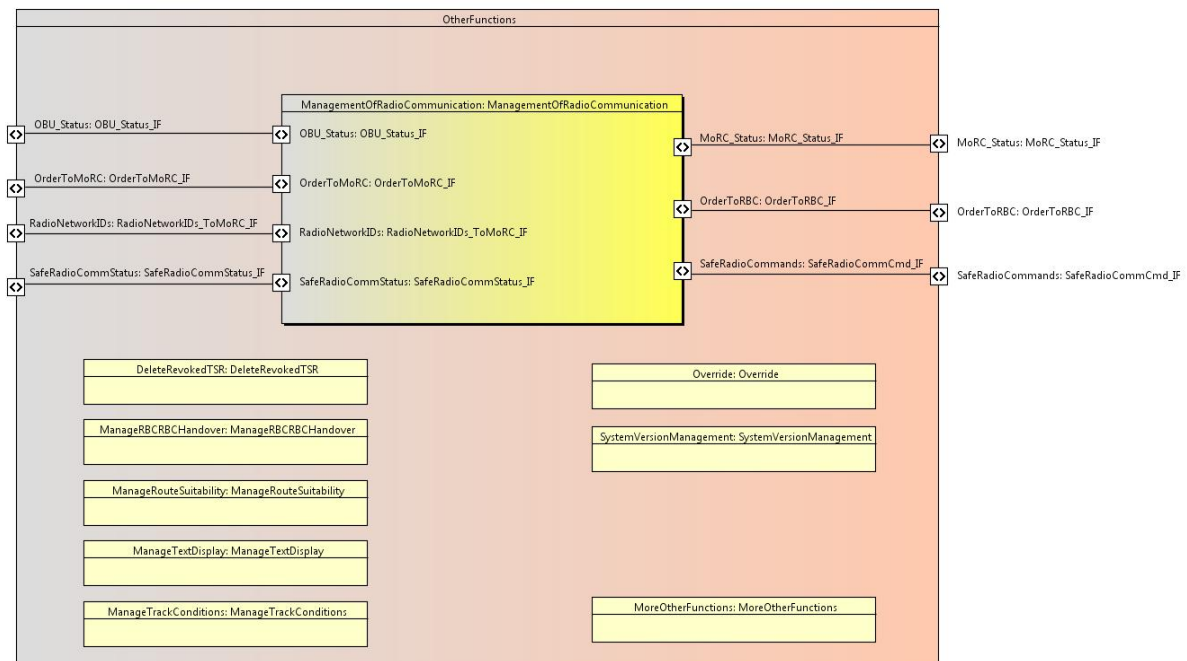 OtherFunctions
ManagementOfRadioCommunication: ManagementOfRadioCommunication
OBU_Status: OBU_Status_IF
OBU_Status: OBU_Status_IF
MoRC_Status: MoRC_Status_IF
MoRC_Status: MoRC_Status_IF
OrderToMoRC: OrderToMoRC_IF
OrderToMoRC: OrderToMoRC_IF
OrderToRBC: OrderToRBC_IF
OrderToRBC: OrderToRBC_IF
RadioNetworkIDs: RadioNetworkIDs_ToMoRC_IF
RadioNetworkIDs: RadioNetworkIDs_ToMoRC_IF
SafeRadioCommStatus: SafeRadioCommStatus_IF
SafeRadioCommStatus: SafeRadioCommStatus_IF
SafeRadioCommands: SafeRadioCommCmd_IF
SafeRadioCommands: SafeRadioCommCmd_IF
DeleteRevokedTSR: DeleteRevokedTSR
Override: Override
ManageRBCRBCHandover: ManageRBCRBCHandover
SystemVersionManagement: SystemVersionManagement
ManageRouteSuitability: ManageRouteSuitability
ManageTextDisplay: ManageTextDisplay
ManageTrackConditions: ManageTrackConditions
MoreOtherFunctions: MoreOtherFunctions